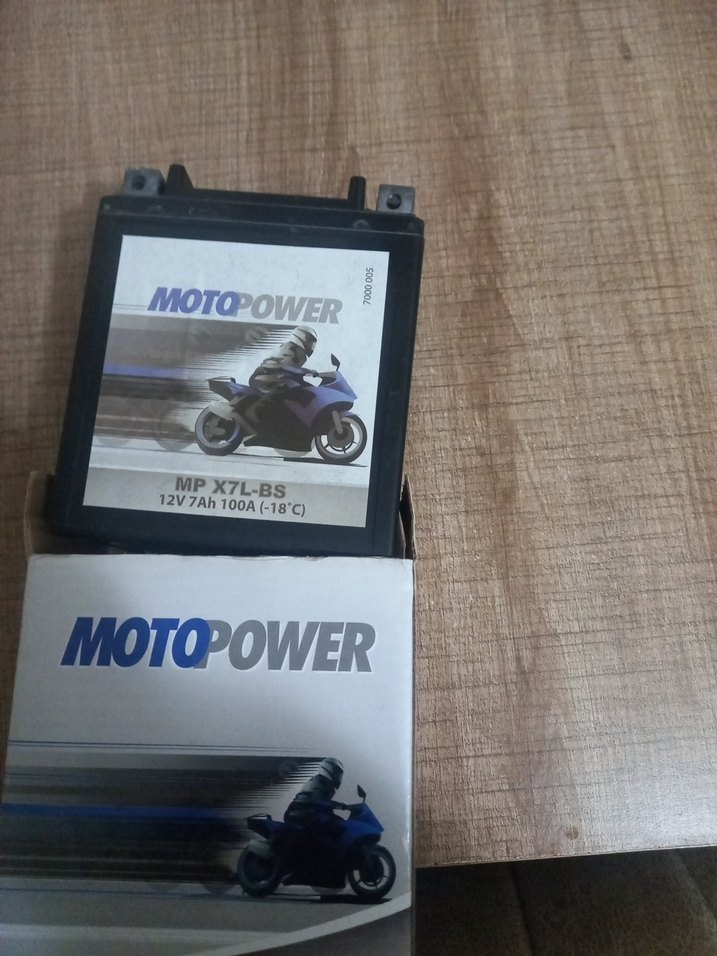 MOTOPOWER
7000 005
MP X7L-BS
12V 7Ah 100A (-18°C)
MOTOPOWER